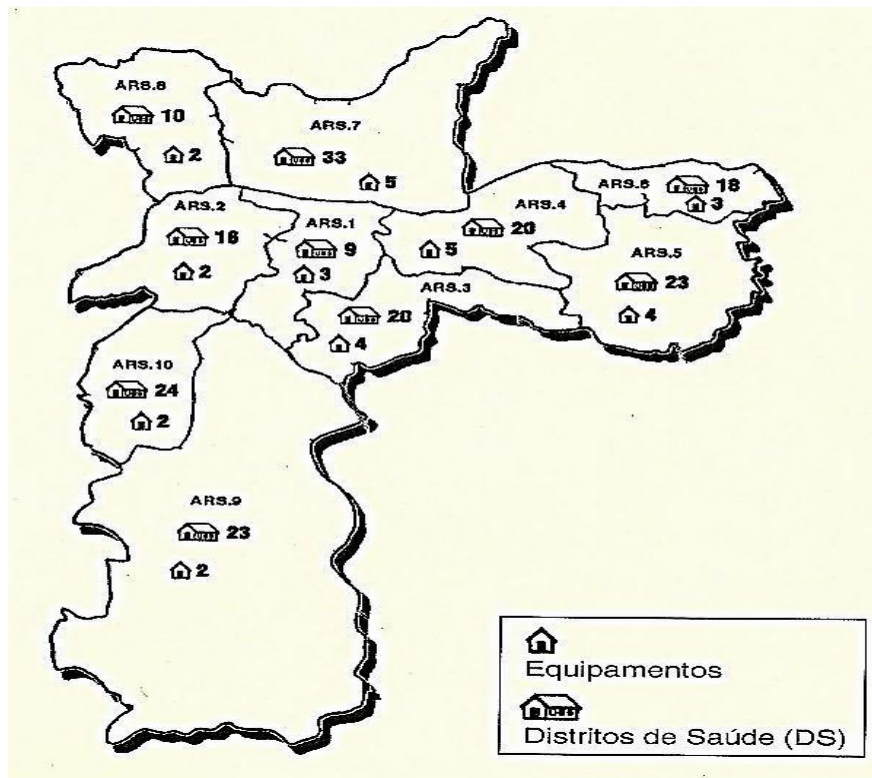 ARS.8
10
2
ARS.7
33
5
ARS.2
16
2
ARS.1
9
3
ARS.4
20
5
ARS.6
18
3
ARS.5
23
4
ARS.3
20
4
ARS.10
24
2
ARS.9
23
2
Equipamentos
Distritos de Saúde (DS)